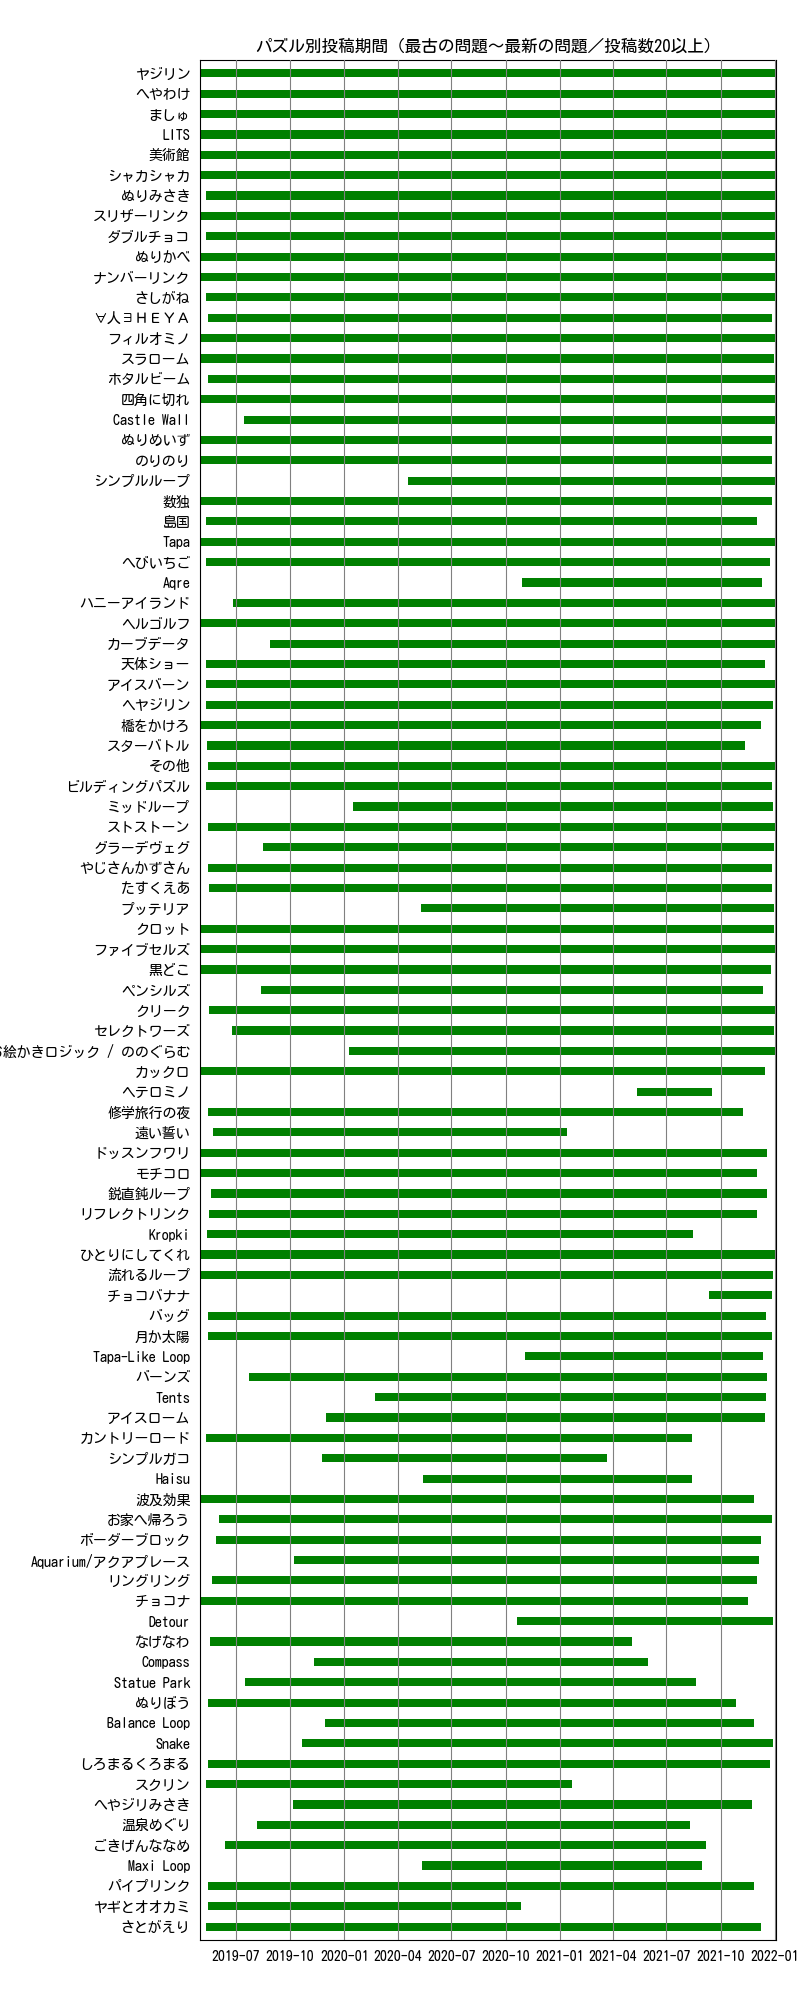 パズル別投稿期間（最古の問題～最新の問題／投稿数20以上）
ヤジリン
へやわけ
ましゅ
LITS
美術館
シャカシャカ
ぬりみさき
スリザーリンク
ダブルチョコ
ぬりかべ
ナンバーリンク
さしがね
∀人∃ＨＥＹＡ
フィルオミノ
スラローム
ホタルビーム
四角に切れ
Castle Wall
ぬりめいず
のりのり
シンプルループ
数独
島国
Tapa
へびいちご
Aqre
ハニーアイランド
ヘルゴルフ
カーブデータ
天体ショー
アイスバーン
ヘヤジリン
橋をかけろ
スターバトル
その他
ビルディングパズル
ミッドループ
ストストーン
グラーデヴェグ
やじさんかずさん
たすくえあ
プッテリア
クロット
ファイブセルズ
黒どこ
ペンシルズ
クリーク
セレクトワーズ
絵かきロジック / ののぐらむ
カックロ
ヘテロミノ
修学旅行の夜
遠い誓い
ドッスンフワリ
モチコロ
鋭直鈍ループ
リフレクトリンク
Kropki
ひとりにしてくれ
流れるループ
チョコバナナ
バッグ
月か太陽
Tapa-Like Loop
バーンズ
Tents
アイスローム
カントリーロード
シンプルガコ
Haisu
波及効果
お家へ帰ろう
ボーダーブロック
Aquarium/アクアプレース
リングリング
チョコナ
Detour
なげなわ
Compass
Statue Park
ぬりぼう
Balance Loop
Snake
しろまるくろまる
スクリン
へやジリみさき
温泉めぐり
ごきげんななめ
Maxi Loop
パイプリンク
ヤギとオオカミ
さとがえり
2019-07 2019-10 2020-01 2020-04 2020-07 2020-10 2021-01 2021-04 2021-07 2021-10 2022-01